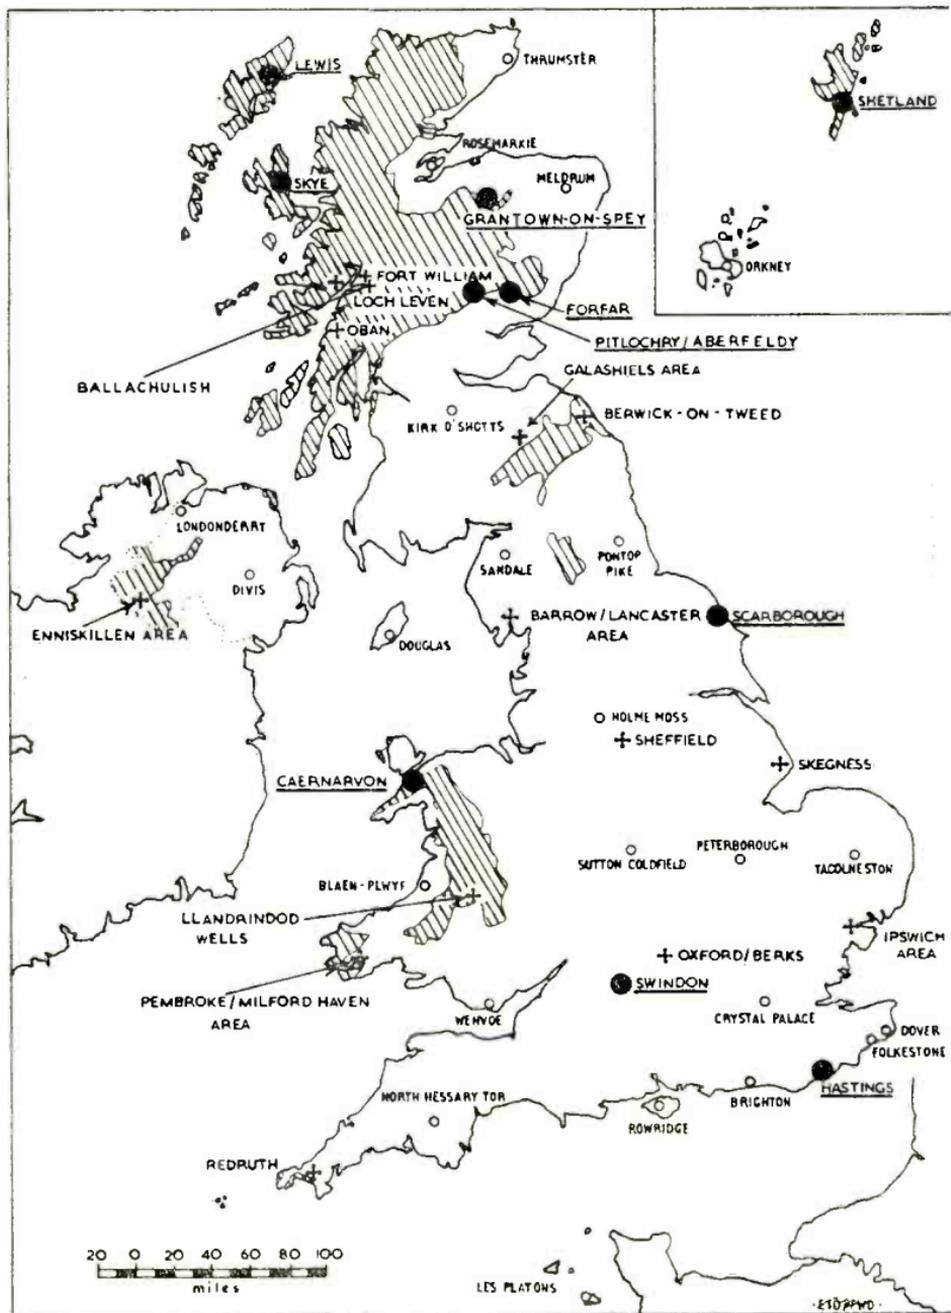 THRUMSTER
LEWIS
SHETLAND
ROSEMARKIE
SKYE
MELDRUM
GRANTOWN-ON-SPEY
ORKNEY
FORT WILLIAM
LOCH LEVEN
FORFAR
OBAN
PITLOCHRY/ABERFELDY
BALLACHULISH
GALASHIELS AREA
KIRK O'SHOTTS
BERWICK-ON-TWEED
LONDONDERRY
SANDALE
PONTOP
PIKE
DIVIS
ENNISKILLEN AREA
BARROW/LANCASTER
AREA
SCARBOROUGH
DOUGLAS
HOLME MOSS
SHEFFIELD
SKEGNESS
CAERNARVON
SUTTON COLDFIELD
PETERBOROUGH
TACOLNESTON
BLAEN-PLWYF
LLANDRINDOD
WELLS
IPSWICH
AREA
OXFORD/BERKS
SWINDON
PEMBROKE/MILFORD HAVEN
AREA
WENVOE
CRYSTAL PALACE
DOVER
FOLKESTONE
HASTINGS
BRIGHTON
NORTH HESSARY TOR
ROWRIDGE
REDRUTH
20 0 20 40 60 80 100
miles
LES PLATONS